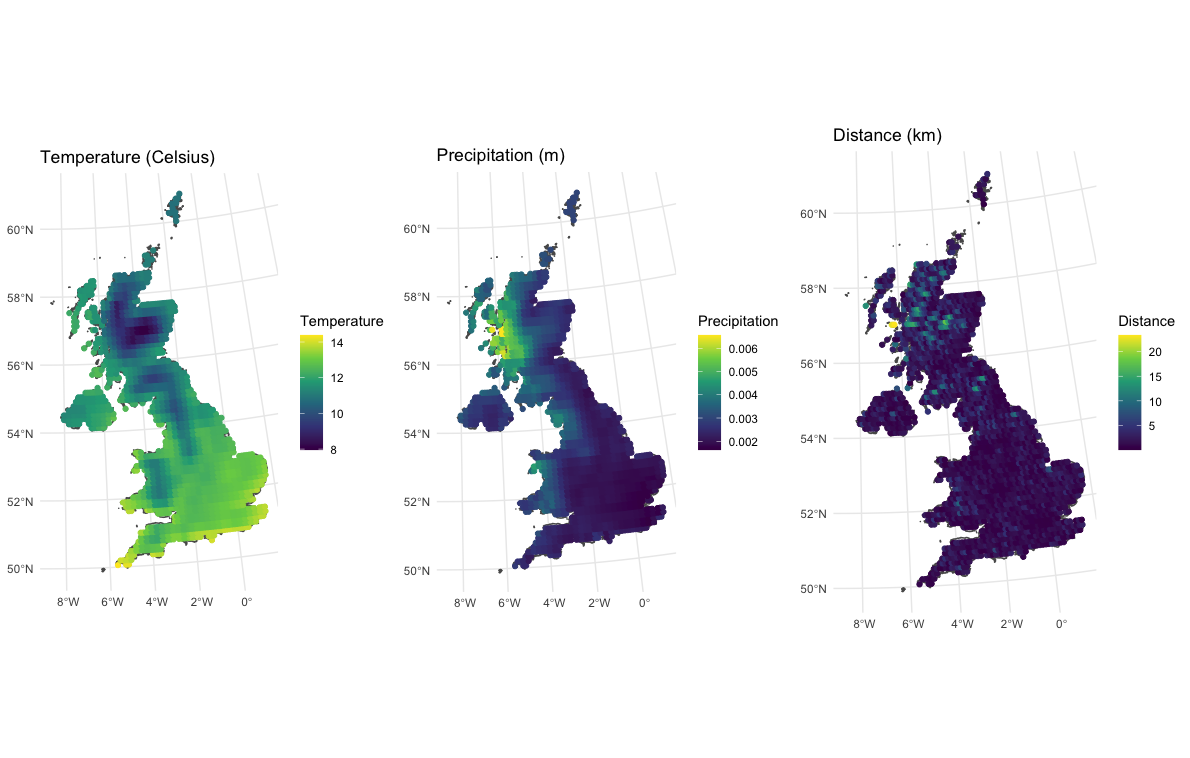 Temperature (Celsius)
60°N
58°N
56°N
54°N
52°N
50°N
8°W 6°W 4°W 2°W 0°
Temperature
14
12
10
8
Precipitation (m)
60°N
58°N
56°N
54°N
52°N
50°N
8°W 6°W 4°W 2°W 0°
Precipitation
0.006
0.005
0.004
0.003
0.002
Distance (km)
60°N
58°N
56°N
54°N
52°N
50°N
8°W 6°W 4°W 2°W 0°
Distance
20
15
10
5